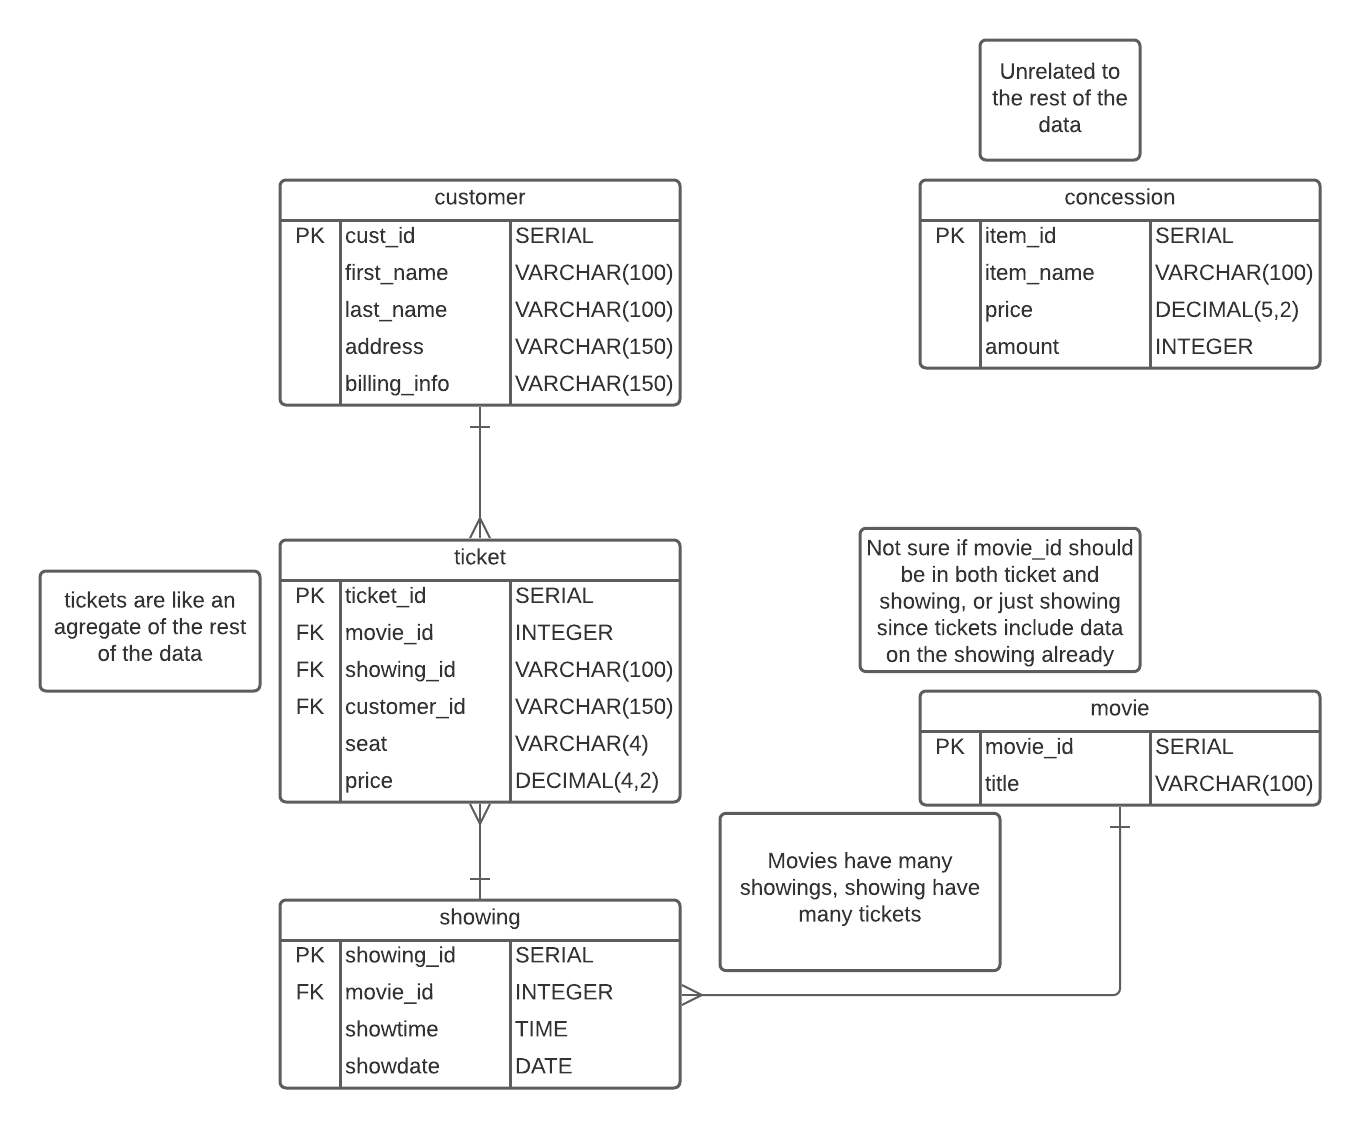 Unrelated to
the rest of the
data
customer
PK cust_id SERIAL
first_name VARCHAR(100)
last_name VARCHAR(100)
address VARCHAR(150)
billing_info VARCHAR(150)
concession
PK item_id SERIAL
item_name VARCHAR(100)
price DECIMAL(5,2)
amount INTEGER
tickets are like an
agregate of the rest
of the data
ticket
PK ticket_id SERIAL
FK movie_id INTEGER
FK showing_id VARCHAR(100)
FK customer_id VARCHAR(150)
seat VARCHAR(4)
price DECIMAL(4,2)
Not sure if movie_id should
be in both ticket and
showing, or just showing
since tickets include data
on the showing already
movie
PK movie_id SERIAL
title VARCHAR(100)
Movies have many
showings, showing have
many tickets
showing
PK showing_id SERIAL
FK movie_id INTEGER
showtime TIME
showdate DATE